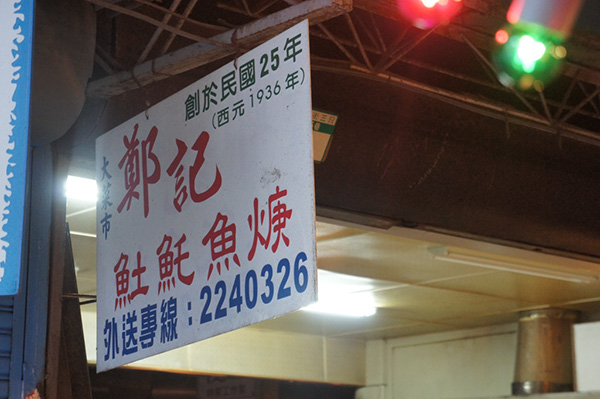 創於民國25年
(西元1936年)
大菜市
鄭記
𩵚魠魚焿
外送專線：2240326